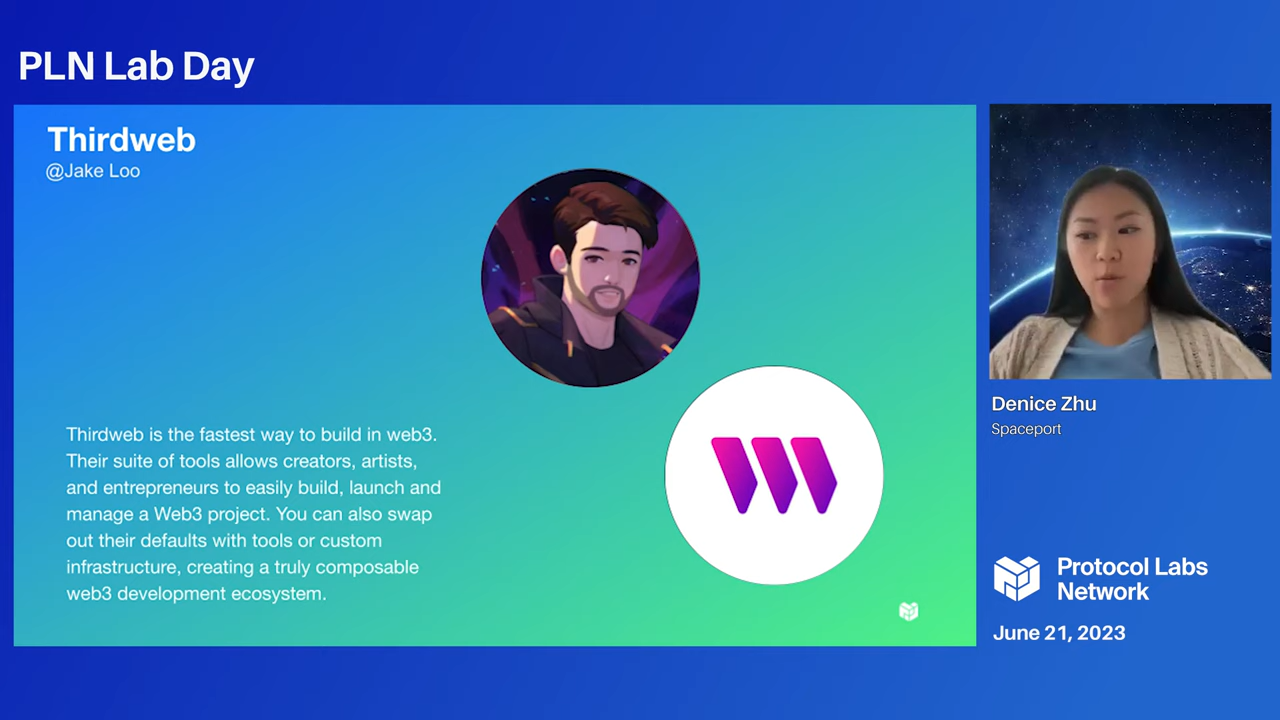 PLN Lab Day
Thirdweb
@Jake Loo
Thirdweb is the fastest way to build in web3.
Their suite of tools allows creators, artists,
and entrepreneurs to easily build, launch and
manage a Web3 project. You can also swap
out their defaults with tools or custom
infrastructure, creating a truly composable
web3 development ecosystem.
Denice Zhu
Spaceport
Protocol Labs
Network
June 21, 2023